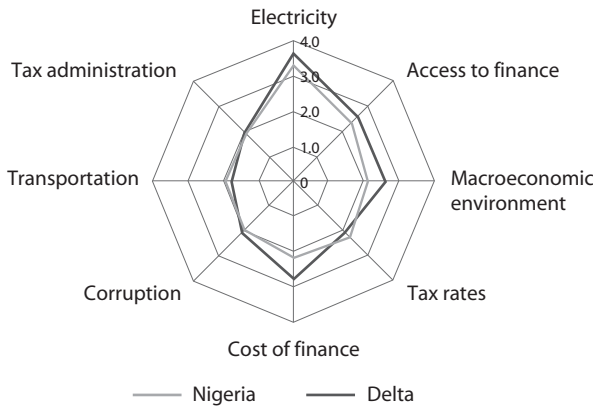 Electricity
4.0
Tax administration
3.0
Access to finance
2.0
1.0
Transportation
0
Macroeconomic
environment
Corruption
Tax rates
Cost of finance
Nigeria
Delta